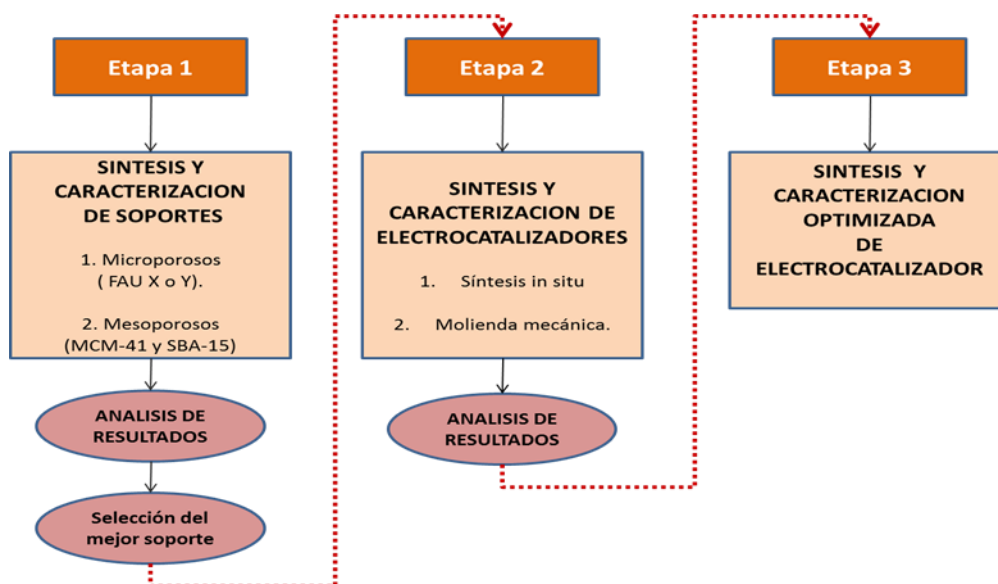 Etapa 1
SINTESIS Y
CARACTERIZACION
DE SOPORTES
1. Microporosos
( FAU X o Y).
2. Mesoporosos
(MCM-41 y SBA-15)
ANALISIS DE
RESULTADOS
Selección del
mejor soporte
Etapa 2
SINTESIS Y
CARACTERIZACION DE
ELECTROCATALIZADORES
1. Síntesis in situ
2. Molienda mecánica.
ANALISIS DE
RESULTADOS
Etapa 3
SINTESIS Y
CARACTERIZACION
OPTIMIZADA
DE
ELECTROCATALIZADOR